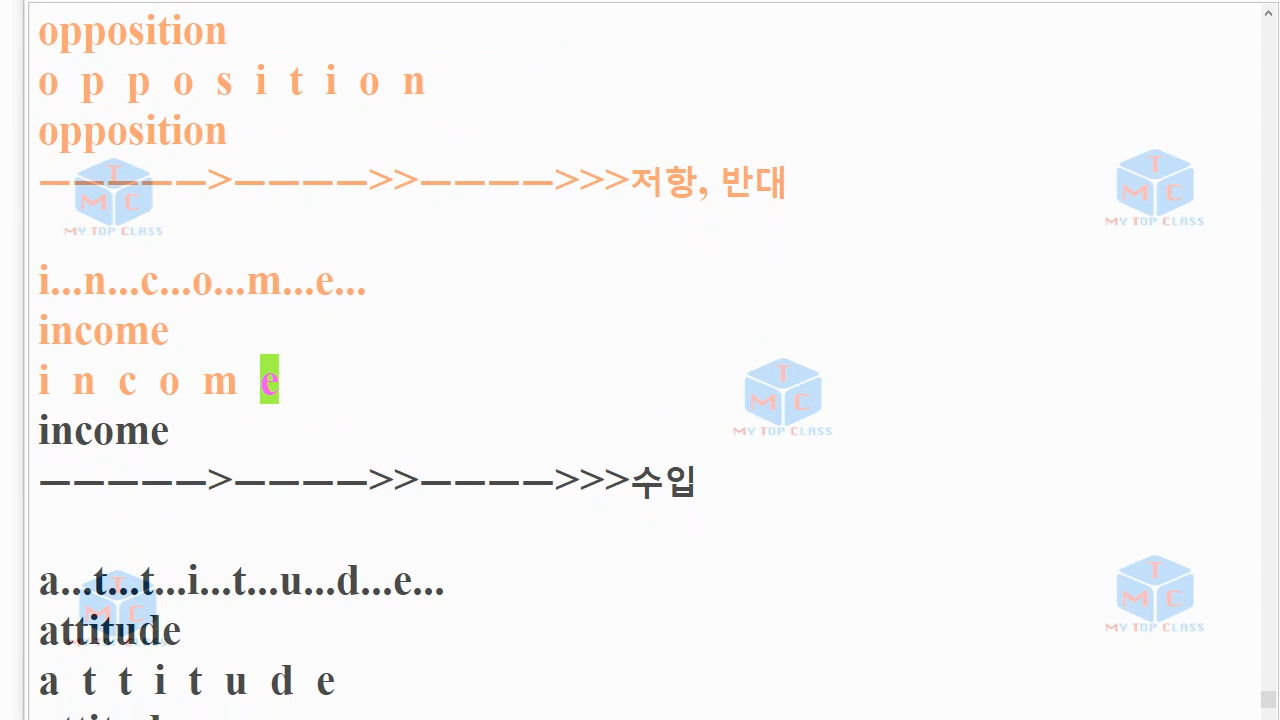 opposition
o p p o s i t i o n
opposition
—————>————>>————>>>저항, 반대
i...n...c...o...m...e...
income
i n c o m e
income
—————>————>>————>>>수입
a...t...t...i...t...u...d...e...
attitude
a t t i t u d e
T
M C
MY TOP CLASS
T
M C
MY TOP CLASS
T
M C
MY TOP CLASS
T
M C
T
M C
MY TOP CLASS